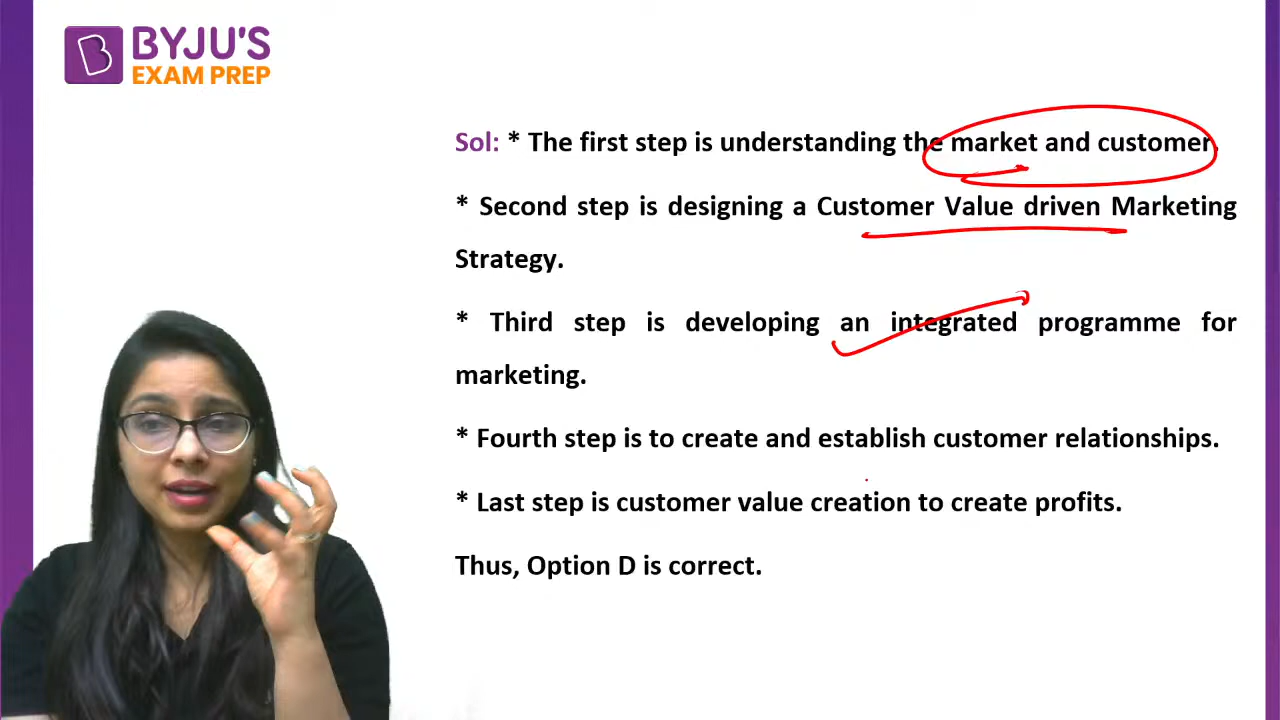 BYJU'S
EXAM PREP
Sol: * The first step is understanding the market and customer.
* Second step is designing a Customer Value driven Marketing
Strategy.
* Third step is developing an integrated programme for
marketing.
* Fourth step is to create and establish customer relationships.
* Last step is customer value creation to create profits.
Thus, Option D is correct.